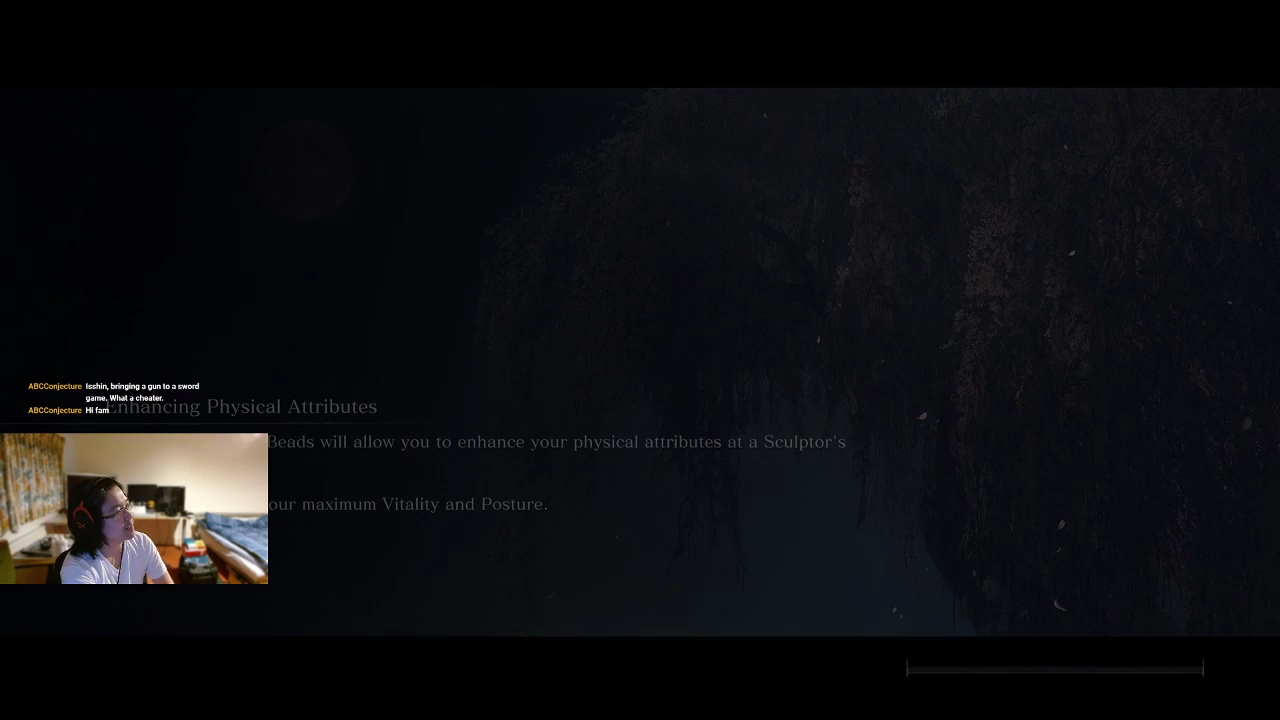 ABCConjecture Isshin, bringing a gun to a sword
game. What a cheater.
ABCConjecture Hi fam
Enhancing Physical Attributes
Beads will allow you to enhance your physical attributes at a Sculptor's
our maximum Vitality and Posture.